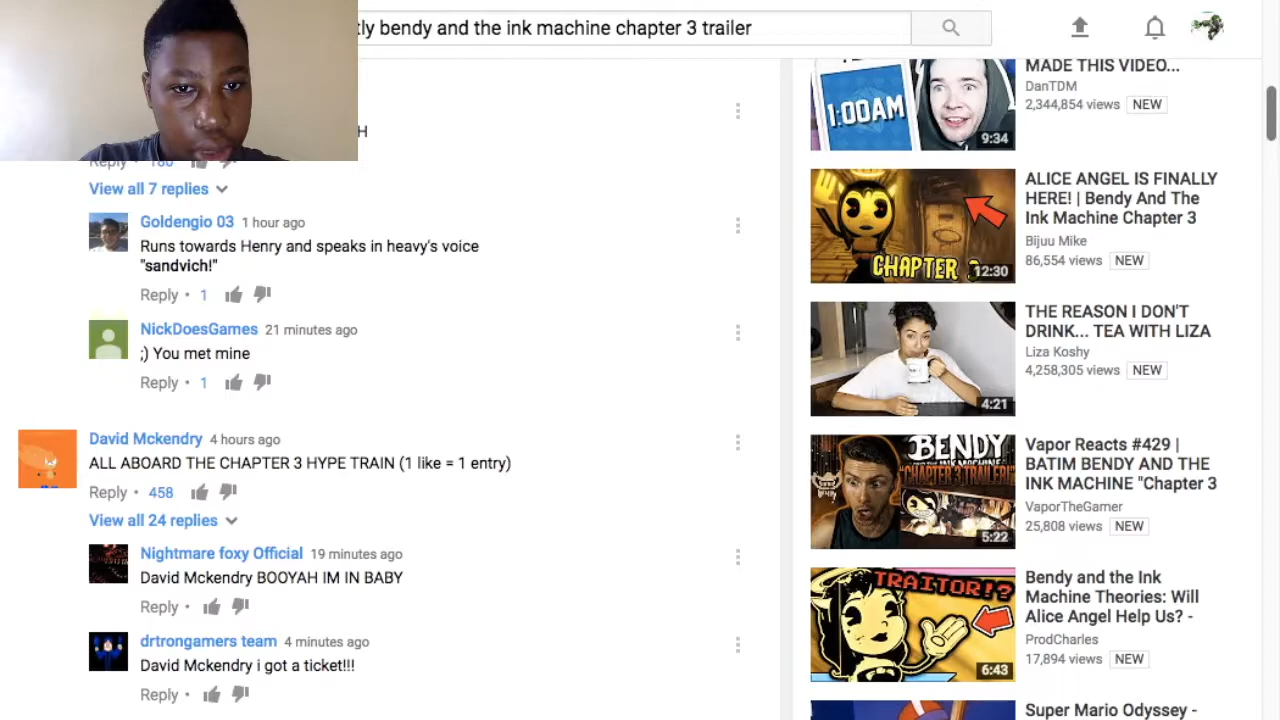 tly bendy and the ink machine chapter 3 trailer
H
Reply • 180
View all 7 replies
Goldengio 03 1 hour ago
Runs towards Henry and speaks in heavy's voice
"sandvich!"
Reply • 1
NickDoesGames 21 minutes ago
;) You met mine
Reply • 1
David Mckendry 4 hours ago
ALL ABOARD THE CHAPTER 3 HYPE TRAIN (1 like = 1 entry)
Reply • 458
View all 24 replies
Nightmare foxy Official 19 minutes ago
David Mckendry BOOYAH IM IN BABY
Reply •
drtrongamers team 4 minutes ago
David Mckendry i got a ticket!!!
Reply •
1:00AM
9:34
MADE THIS VIDEO...
DanTDM
2,344,854 views NEW
CHAPTER
12:30
ALICE ANGEL IS FINALLY
HERE! | Bendy And The
Ink Machine Chapter 3
Bijuu Mike
86,554 views NEW
4:21
THE REASON I DON'T
DRINK... TEA WITH LIZA
Liza Koshy
4,258,305 views NEW
BENDY
"CHAPTER 3 TRAILER!"
5:22
Vapor Reacts #429 |
BATIM BENDY AND THE
INK MACHINE "Chapter 3
VaporTheGamer
25,808 views NEW
TRAITOR!?
6:43
Bendy and the Ink
Machine Theories: Will
Alice Angel Help Us? -
ProdCharles
17,894 views NEW
Super Mario Odyssey -